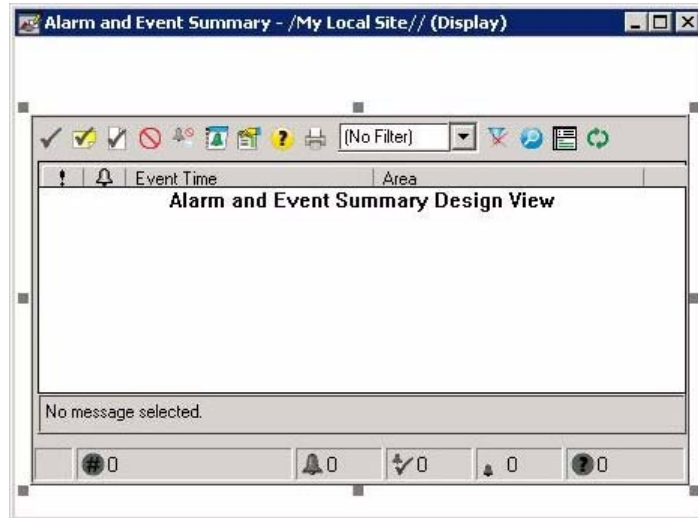 Alarm and Event Summary - /My Local Site// (Display)
(No Filter)
! Event Time Area
Alarm and Event Summary Design View
No message selected.
# 0 0 0 0 ? 0